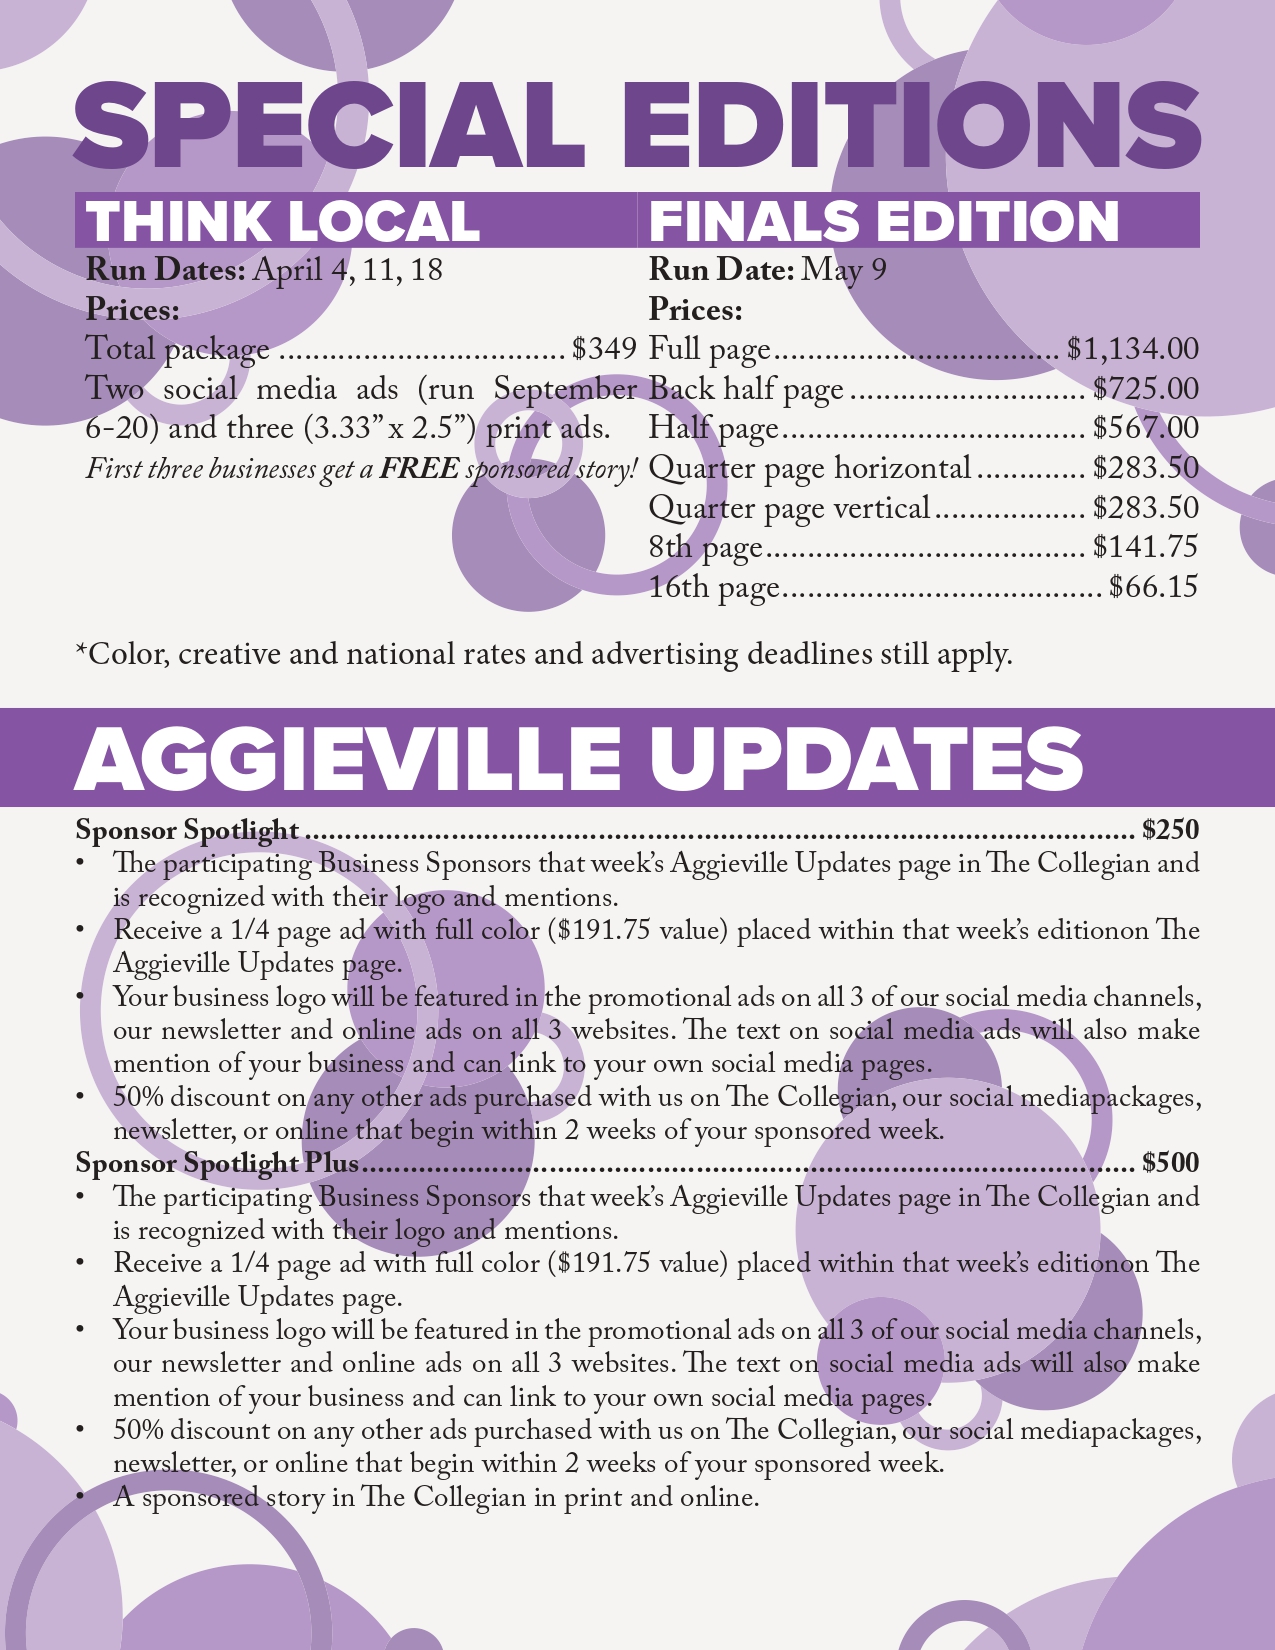 SPECIAL EDITIONS
THINK LOCAL
Run Dates: April 4, 11, 18
Prices:
Total package .................................. $349
Two social media ads (run September
6-20) and three (3.33” x 2.5”) print ads.
First three businesses get a FREE sponsored story!
FINALS EDITION
Run Date: May 9
Prices:
Full page.................................. $1,134.00
Back half page ............................ $725.00
Half page.................................... $567.00
Quarter page horizontal ............. $283.50
Quarter page vertical .................. $283.50
8th page...................................... $141.75
16th page...................................... $66.15
*Color, creative and national rates and advertising deadlines still apply.
AGGIEVILLE UPDATES
Sponsor Spotlight ........................................................................................................ $250
• The participating Business Sponsors that week’s Aggieville Updates page in The Collegian and
is recognized with their logo and mentions.
• Receive a 1/4 page ad with full color ($191.75 value) placed within that week’s editionon The
Aggieville Updates page.
• Your business logo will be featured in the promotional ads on all 3 of our social media channels,
our newsletter and online ads on all 3 websites. The text on social media ads will also make
mention of your business and can link to your own social media pages.
• 50% discount on any other ads purchased with us on The Collegian, our social mediapackages,
newsletter, or online that begin within 2 weeks of your sponsored week.
Sponsor Spotlight Plus................................................................................................. $500
• The participating Business Sponsors that week’s Aggieville Updates page in The Collegian and
is recognized with their logo and mentions.
• Receive a 1/4 page ad with full color ($191.75 value) placed within that week’s editionon The
Aggieville Updates page.
• Your business logo will be featured in the promotional ads on all 3 of our social media channels,
our newsletter and online ads on all 3 websites. The text on social media ads will also make
mention of your business and can link to your own social media pages.
• 50% discount on any other ads purchased with us on The Collegian, our social mediapackages,
newsletter, or online that begin within 2 weeks of your sponsored week.
• A sponsored story in The Collegian in print and online.